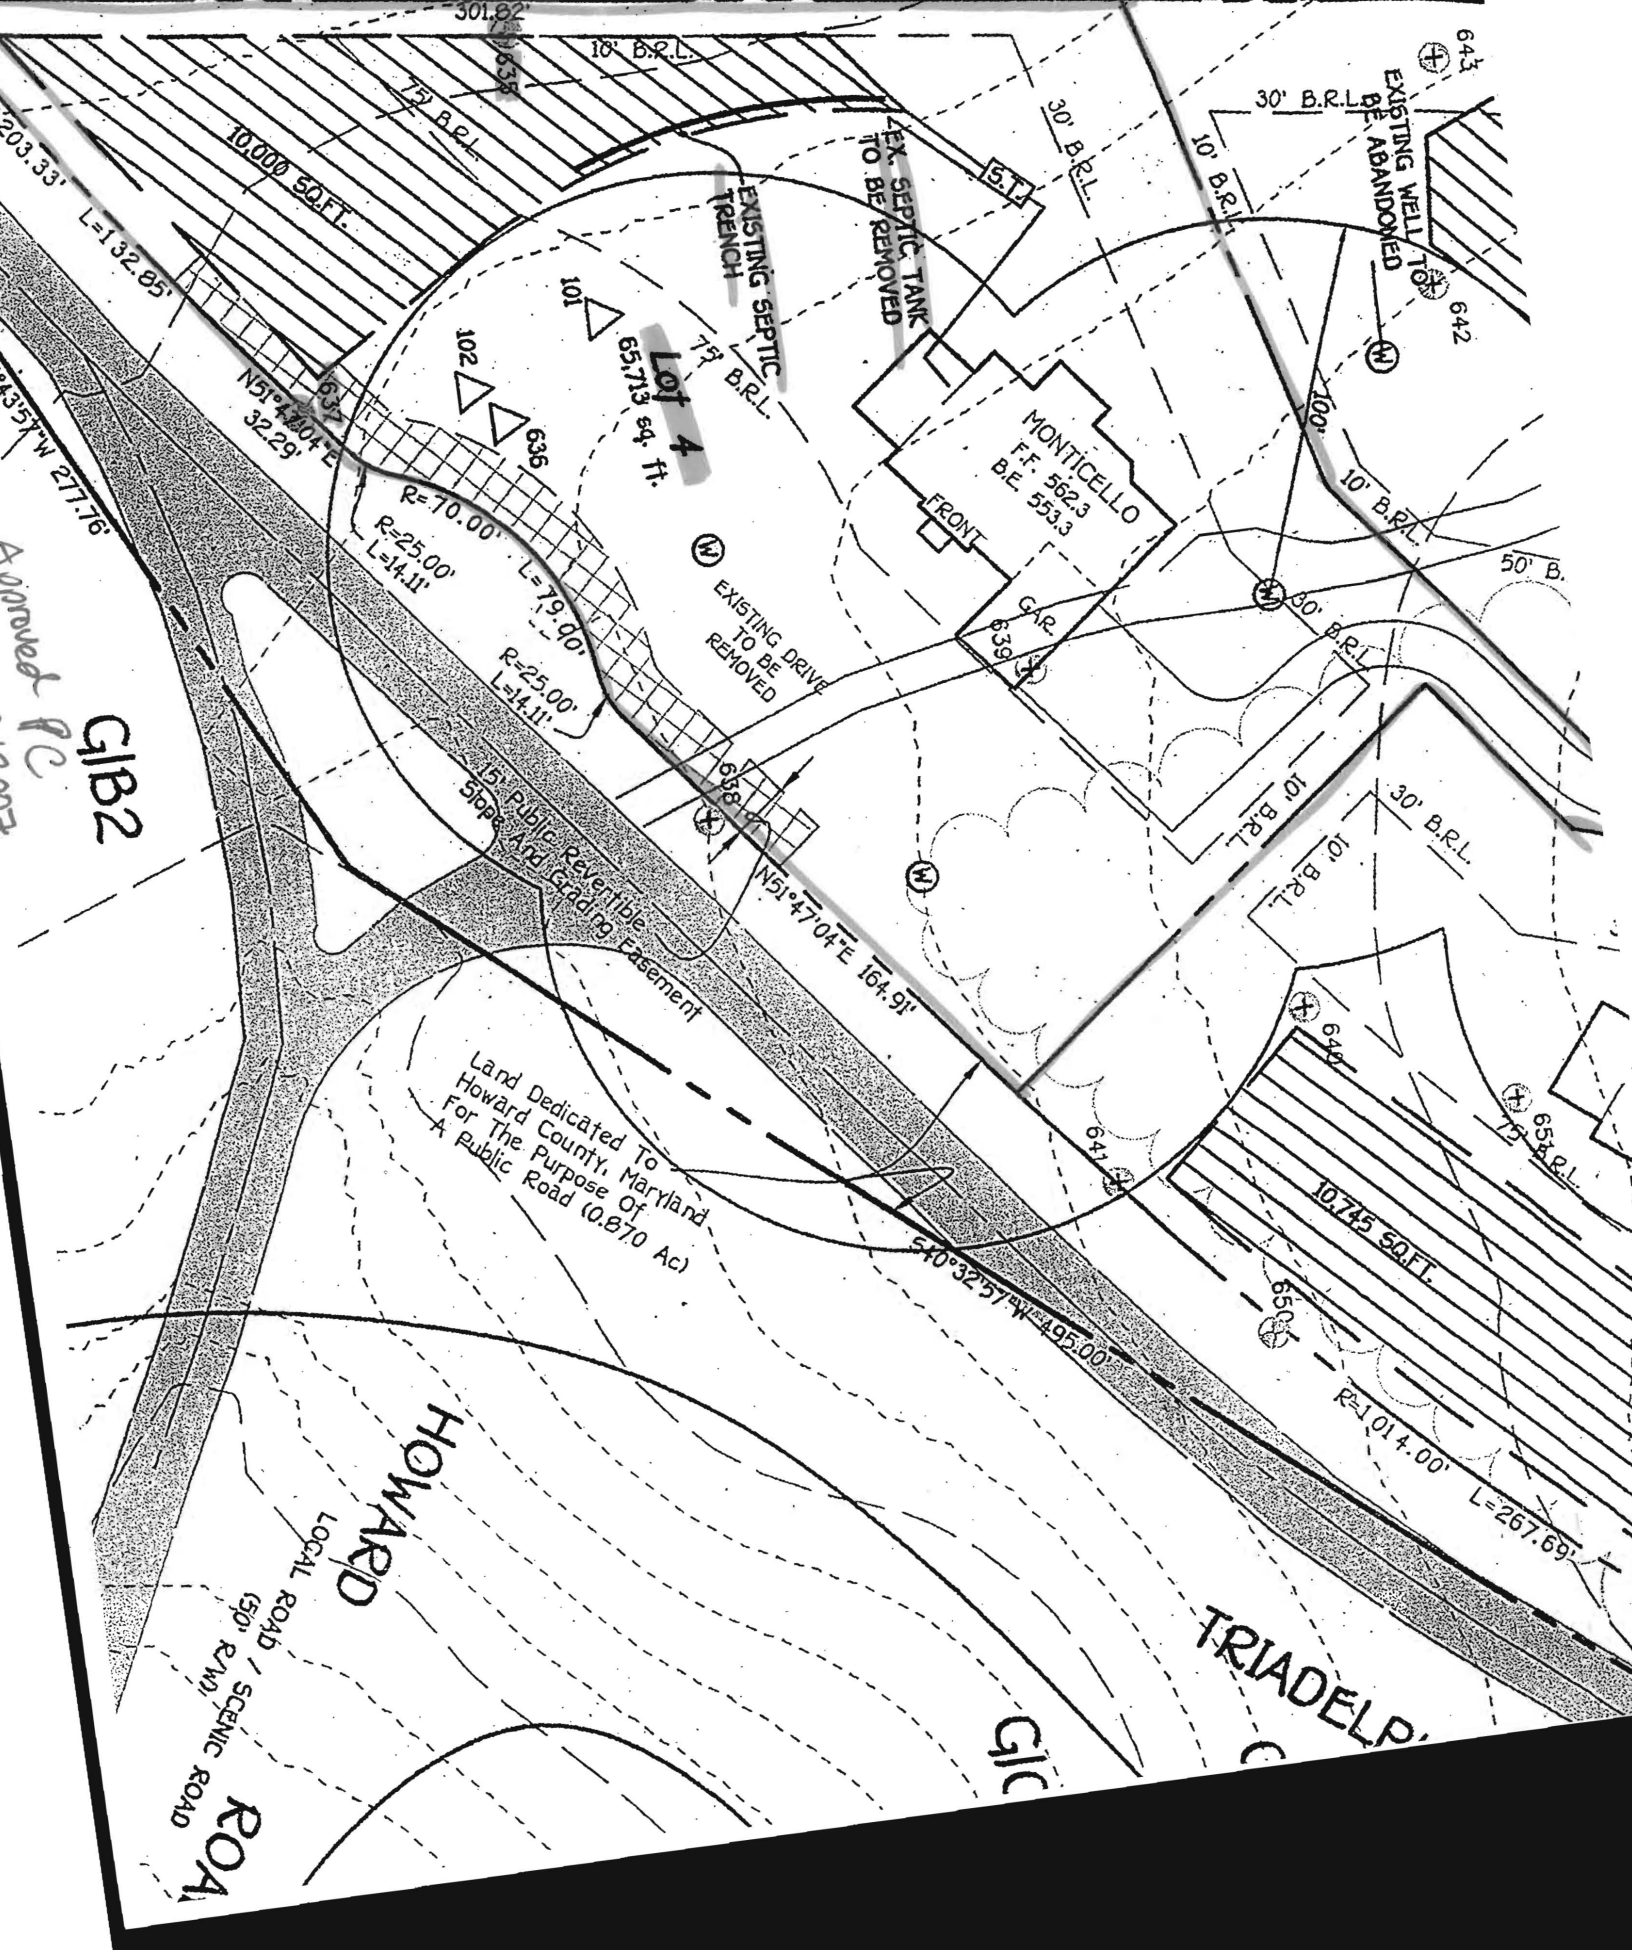 301.82'
635
10' B.R.L.
75' B.R.L.
10,000 SQ.FT.
203.33'
L=132.85'
EXISTING SEPTIC
TRENCH
EX. SEPTIC TANK
TO BE REMOVED
S.T.
30' B.R.L.
10' B.R.L.
30' B.R.L.
EXISTING WELL TO
BE ABANDONED
643
642
W
101
102
636
LOT 4
65,713 sq. ft.
75' B.R.L.
637
N51°47'04"E
32.29'
277.76'
R=70.00'
L=79.90'
R=25.00'
L=14.11'
R=25.00'
L=14.11'
W
EXISTING DRIVE
TO BE
REMOVED
MONTICELLO
F.F. 562.3
B.E. 553.3
FRONT
GAR.
639
100'
10' B.R.L.
50' B.
W
30' B.R.L.
638
W
10' B.R.L.
10' B.R.L.
30' B.R.L.
N51°47'04"E 164.91'
15' Public Revertible
Slope And Grading Easement
Approved PC
G|B2
Land Dedicated To
Howard County, Maryland
For The Purpose Of
A Public Road (0.870 Ac)
640
641
651
75' B.R.L.
10,745 SQ.FT.
650
S40°32'57"W 495.00'
R=1014.00'
L=267.69'
HOWARD
ROA
LOCAL ROAD / SCENIC ROAD
(50' R/W)
G|C
TRIADELP